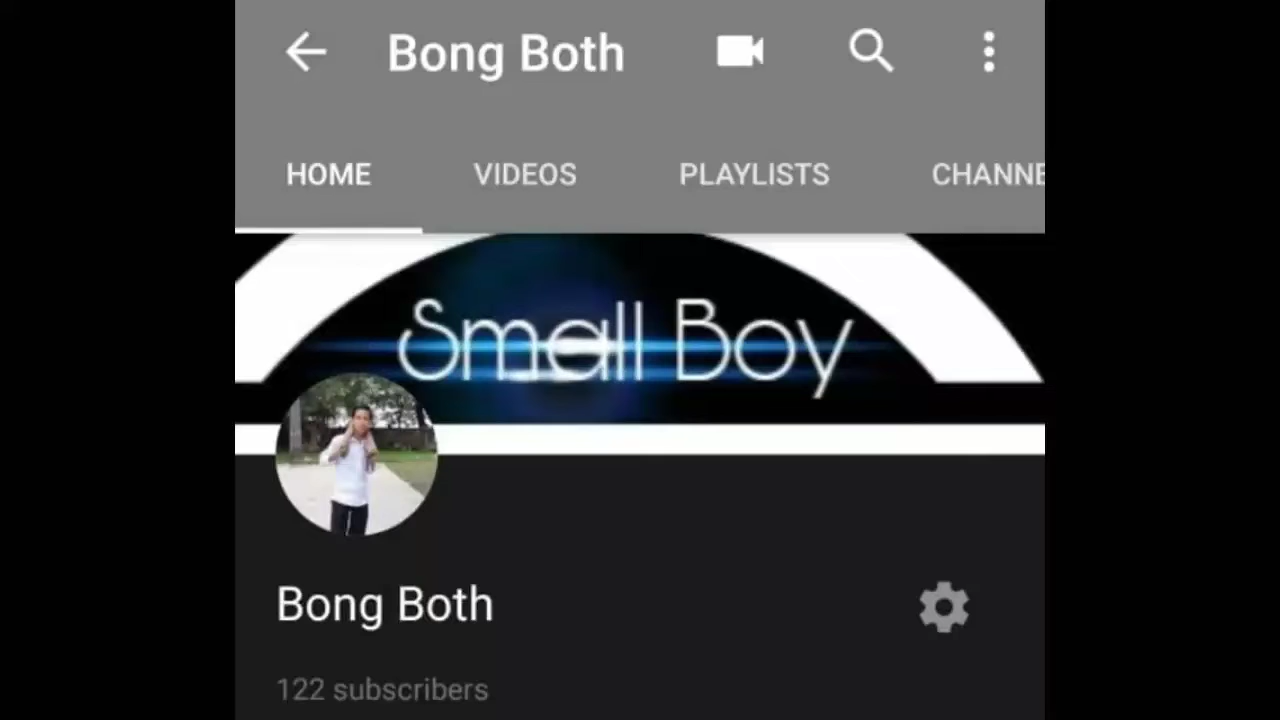 Bong Both
HOME VIDEOS PLAYLISTS CHANNE
Small Boy
Bong Both
122 subscribers